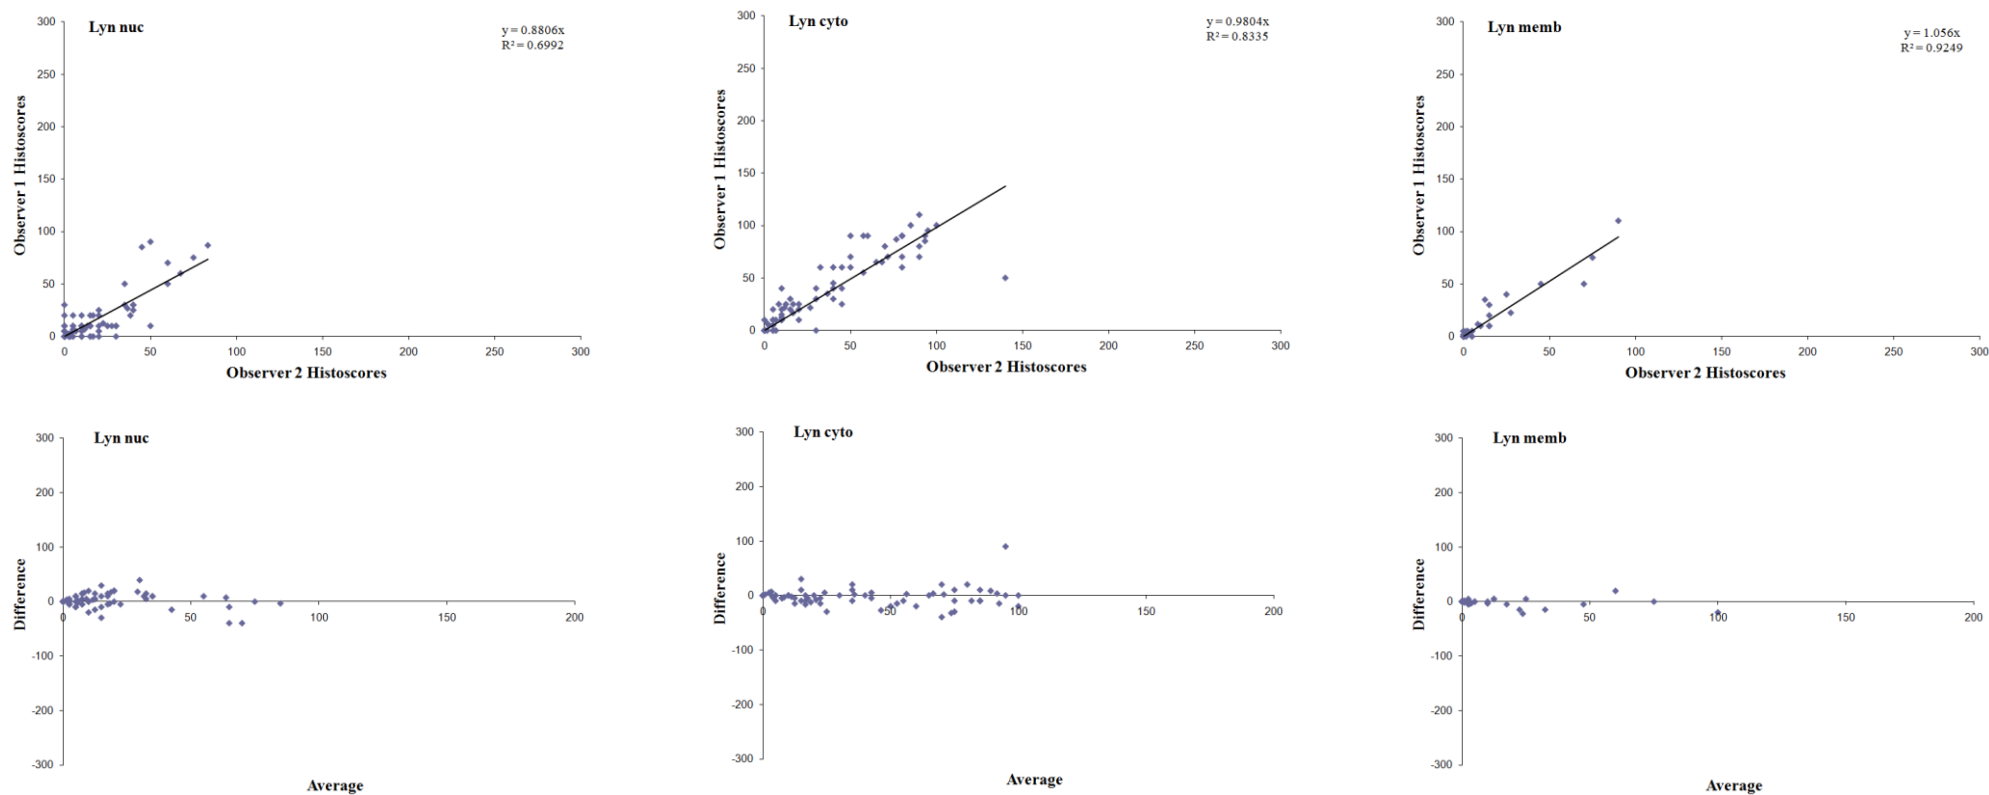 Lyn nuc
y = 0.8806x
R² = 0.6992
300
250
200
150
100
50
0
Observer 1 Histoscores
0 50 100 150 200 250 300
Observer 2 Histoscores
Lyn cyto
y = 0.9804x
R² = 0.8335
300
250
200
150
100
50
0
Observer 1 Histoscores
0 50 100 150 200 250 300
Observer 2 Histoscores
Lyn memb
y = 1.056x
R² = 0.9249
300
250
200
150
100
50
0
Observer 1 Histoscores
0 50 100 150 200 250 300
Observer 2 Histoscores
Lyn nuc
300
200
100
0
-100
-200
-300
Difference
0 50 100 150 200
Average
Lyn cyto
300
200
100
0
-100
-200
-300
Difference
0 50 100 150 200
Average
Lyn memb
300
200
100
0
-100
-200
-300
Difference
0 50 100 150 200
Average